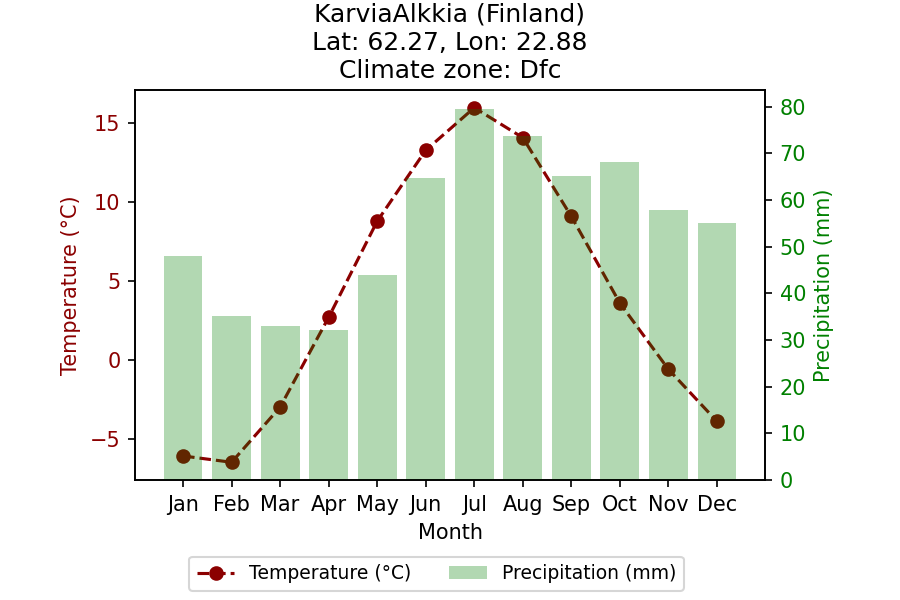 KarviaAlkkia (Finland)
Lat: 62.27, Lon: 22.88
Climate zone: Dfc
Temperature (°C)
15
10
5
0
−5
80
70
60
50
40
30
20
10
0
Precipitation (mm)
Jan Feb Mar Apr May Jun Jul Aug Sep Oct Nov Dec
Month
Temperature (°C) Precipitation (mm)